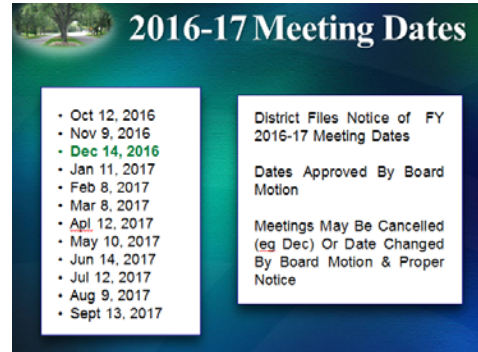 2016-17 Meeting Dates
• Oct 12, 2016
• Nov 9, 2016
• Dec 14, 2016
• Jan 11, 2017
• Feb 8, 2017
• Mar 8, 2017
• Apl 12, 2017
• May 10, 2017
• Jun 14, 2017
• Jul 12, 2017
• Aug 9, 2017
• Sept 13, 2017
District Files Notice of FY
2016-17 Meeting Dates
Dates Approved By Board
Motion
Meetings May Be Cancelled
(eg Dec) Or Date Changed
By Board Motion & Proper
Notice